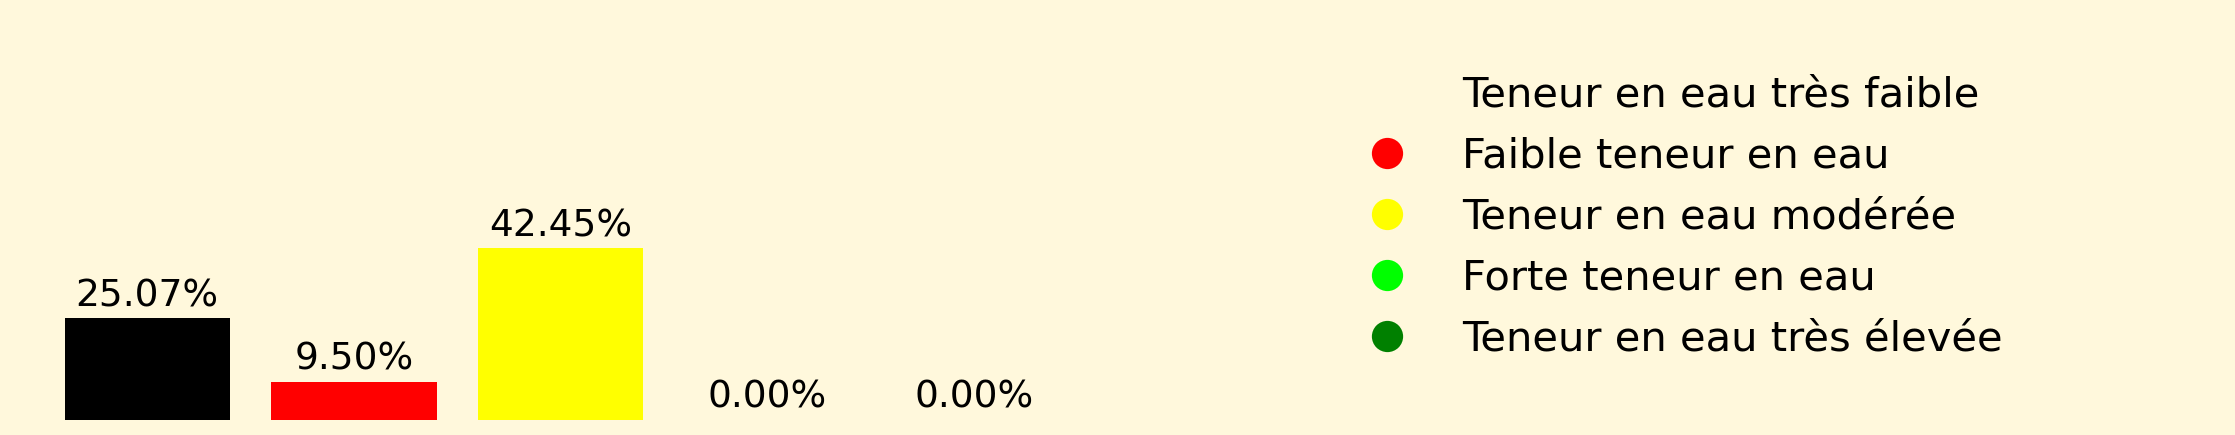 25.07%
9.50%
42.45%
0.00%
0.00%
Teneur en eau très faible
Faible teneur en eau
Teneur en eau modérée
Forte teneur en eau
Teneur en eau très élevée